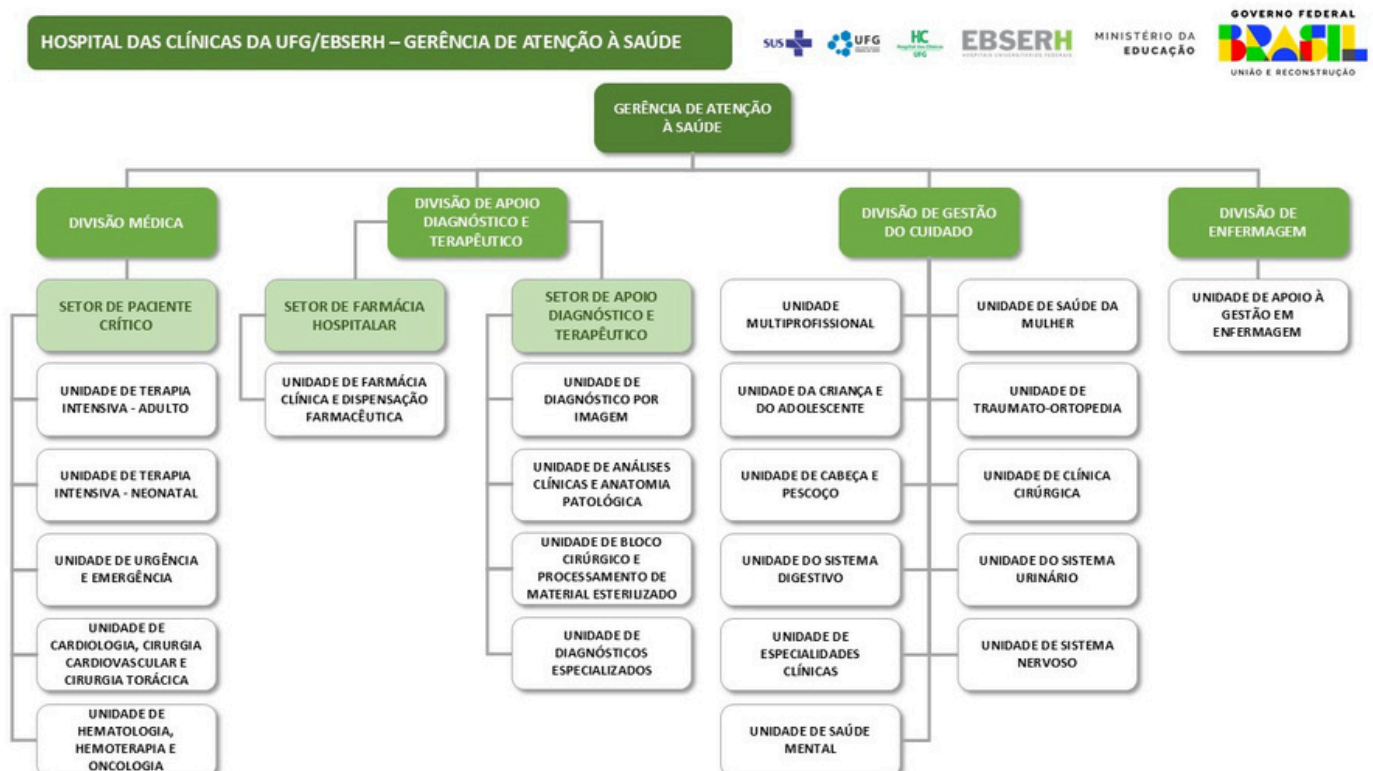 HOSPITAL DAS CLÍNICAS DA UFG/EBSERH – GERÊNCIA DE ATENÇÃO À SAÚDE
SUS
UFG
HC
Hospital das Clínicas
UFG
EBSERH
HOSPITAIS UNIVERSITÁRIOS FEDERAIS
MINISTÉRIO DA
EDUCAÇÃO
GOVERNO FEDERAL
BRASIL
UNIÃO E RECONSTRUÇÃO
GERÊNCIA DE ATENÇÃO
À SAÚDE
DIVISÃO MÉDICA
SETOR DE PACIENTE
CRÍTICO
UNIDADE DE TERAPIA
INTENSIVA - ADULTO
UNIDADE DE TERAPIA
INTENSIVA - NEONATAL
UNIDADE DE URGÊNCIA
E EMERGÊNCIA
UNIDADE DE
CARDIOLOGIA, CIRURGIA
CARDIOVASCULAR E
CIRURGIA TORÁCICA
UNIDADE DE
HEMATOLOGIA,
HEMOTERAPIA E
ONCOLOGIA
DIVISÃO DE APOIO
DIAGNÓSTICO E
TERAPÊUTICO
SETOR DE FARMÁCIA
HOSPITALAR
UNIDADE DE FARMÁCIA
CLÍNICA E DISPENSAÇÃO
FARMACÊUTICA
SETOR DE APOIO
DIAGNÓSTICO E
TERAPÊUTICO
UNIDADE DE
DIAGNÓSTICO POR
IMAGEM
UNIDADE DE ANÁLISES
CLÍNICAS E ANATOMIA
PATOLÓGICA
UNIDADE DE BLOCO
CIRÚRGICO E
PROCESSAMENTO DE
MATERIAL ESTERILIZADO
UNIDADE DE
DIAGNÓSTICOS
ESPECIALIZADOS
DIVISÃO DE GESTÃO
DO CUIDADO
UNIDADE
MULTIPROFISSIONAL
UNIDADE DA CRIANÇA E
DO ADOLESCENTE
UNIDADE DE CABEÇA E
PESCOÇO
UNIDADE DO SISTEMA
DIGESTIVO
UNIDADE DE
ESPECIALIDADES
CLÍNICAS
UNIDADE DE SAÚDE
MENTAL
UNIDADE DE SAÚDE DA
MULHER
UNIDADE DE
TRAUMATO-ORTOPEDIA
UNIDADE DE CLÍNICA
CIRÚRGICA
UNIDADE DO SISTEMA
URINÁRIO
UNIDADE DE SISTEMA
NERVOSO
DIVISÃO DE
ENFERMAGEM
UNIDADE DE APOIO À
GESTÃO EM
ENFERMAGEM